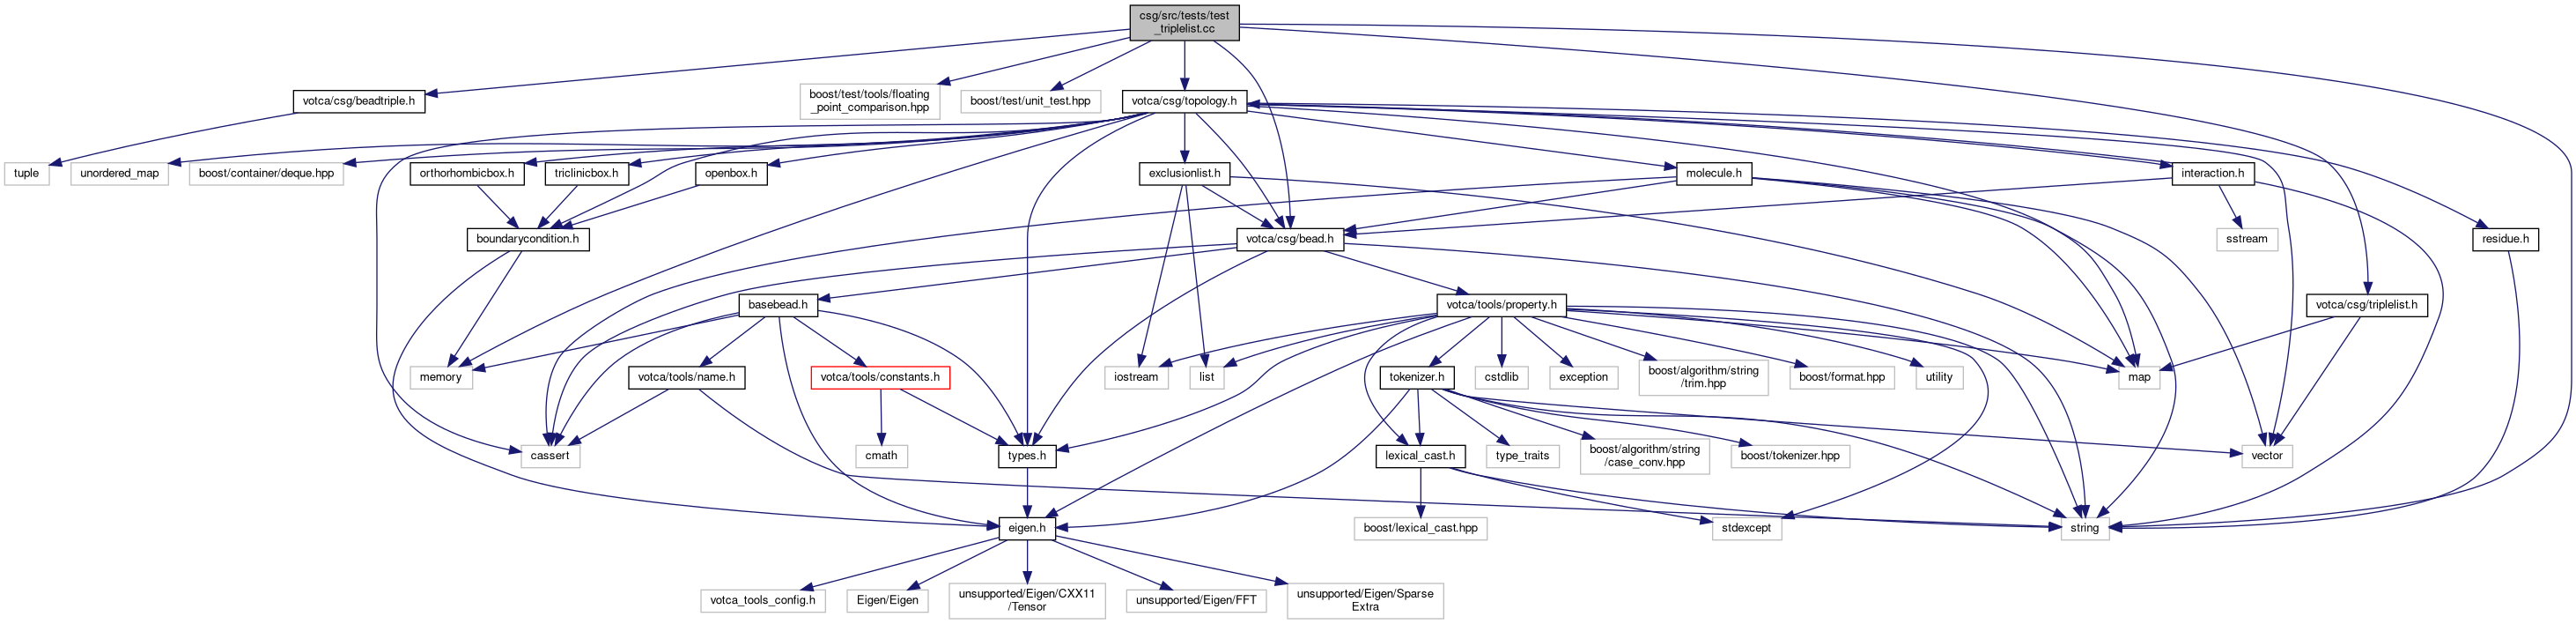 csg/src/tests/test
_triplelist.cc
votca/csg/beadtriple.h
boost/test/tools/floating
_point_comparison.hpp
boost/test/unit_test.hpp
votca/csg/topology.h
tuple
unordered_map
boost/container/deque.hpp
orthorhombicbox.h
triclinicbox.h
openbox.h
exclusionlist.h
molecule.h
interaction.h
boundarycondition.h
votca/csg/bead.h
sstream
residue.h
basebead.h
votca/tools/property.h
votca/csg/triplelist.h
memory
votca/tools/name.h
votca/tools/constants.h
iostream
list
tokenizer.h
cstdlib
exception
boost/algorithm/string
/trim.hpp
boost/format.hpp
utility
map
cassert
cmath
types.h
lexical_cast.h
type_traits
boost/algorithm/string
/case_conv.hpp
boost/tokenizer.hpp
vector
eigen.h
boost/lexical_cast.hpp
stdexcept
string
votca_tools_config.h
Eigen/Eigen
unsupported/Eigen/CXX11
/Tensor
unsupported/Eigen/FFT
unsupported/Eigen/Sparse
Extra